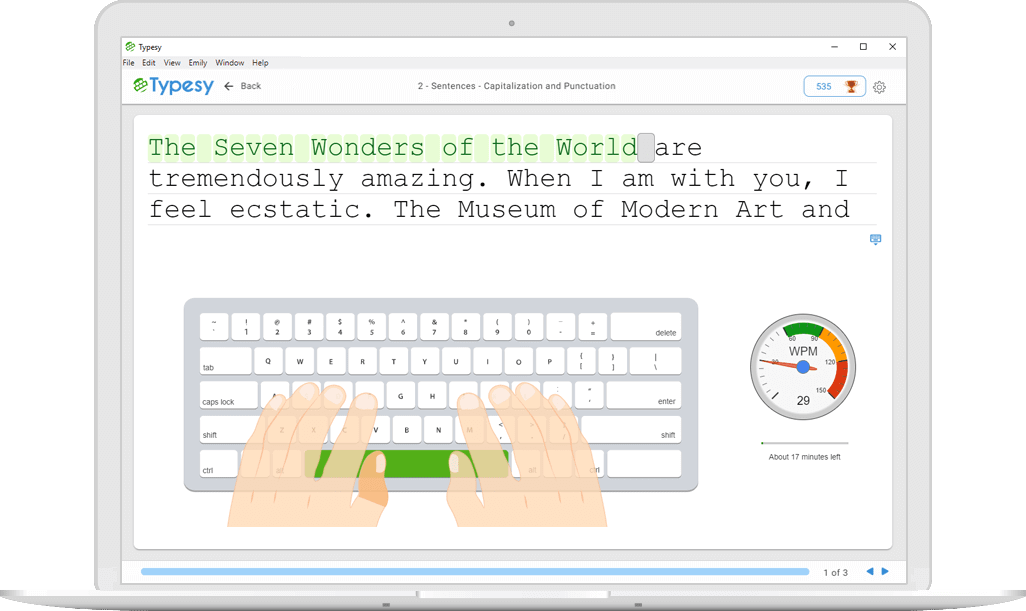 Typesy
File Edit View Emily Window Help
Typesy Back 2 - Sentences - Capitalization and Punctuation 535
The Seven Wonders of the World are
tremendously amazing. When I am with you, I
feel ecstatic. The Museum of Modern Art and
~ ! @ # $ % ^ & * ( ) +
` 1 2 3 4 5 6 7 8 9 0 - = delete
tab Q W E R T Y U I O P { [ } ] | \
caps lock A G H : " ' enter
shift Z X C V B N M < , > shift
ctrl alt alt ctrl
60 90
WPM
30 120
150
29
About 17 minutes left
1 of 3